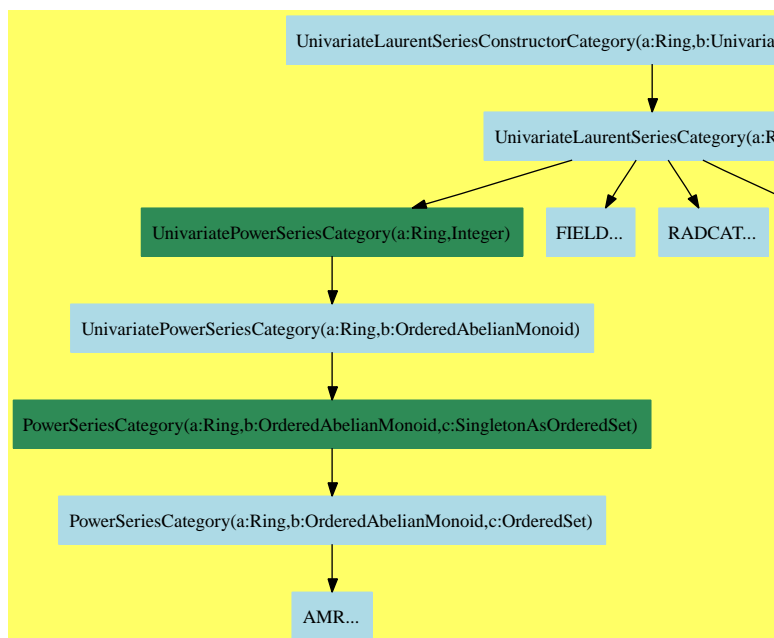 UnivariateLaurentSeriesConstructorCategory(a:Ring,b:Univaria
UnivariateLaurentSeriesCategory(a:R
UnivariatePowerSeriesCategory(a:Ring,Integer)
FIELD...
RADCAT...
UnivariatePowerSeriesCategory(a:Ring,b:OrderedAbelianMonoid)
PowerSeriesCategory(a:Ring,b:OrderedAbelianMonoid,c:SingletonAsOrderedSet)
PowerSeriesCategory(a:Ring,b:OrderedAbelianMonoid,c:OrderedSet)
AMR...